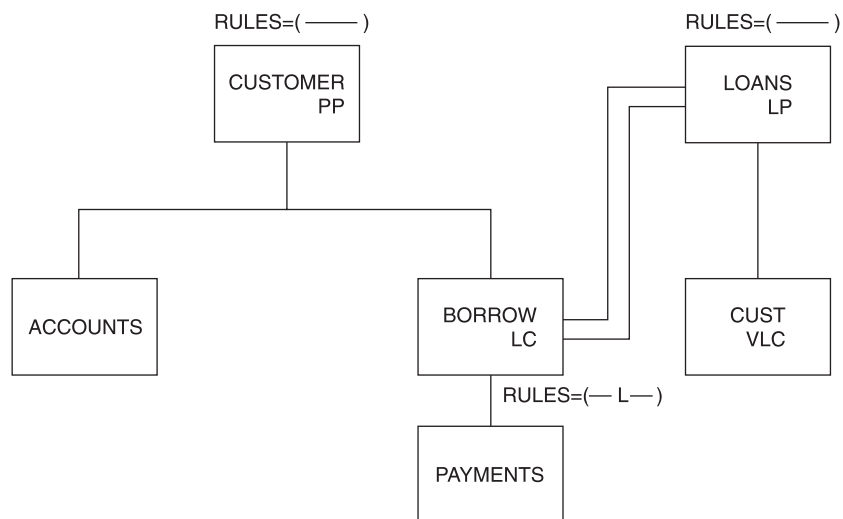 RULES=( —— )
RULES=( —— )
CUSTOMER
PP
LOANS
LP
ACCOUNTS
BORROW
LC
CUST
VLC
RULES=(— L— )
PAYMENTS